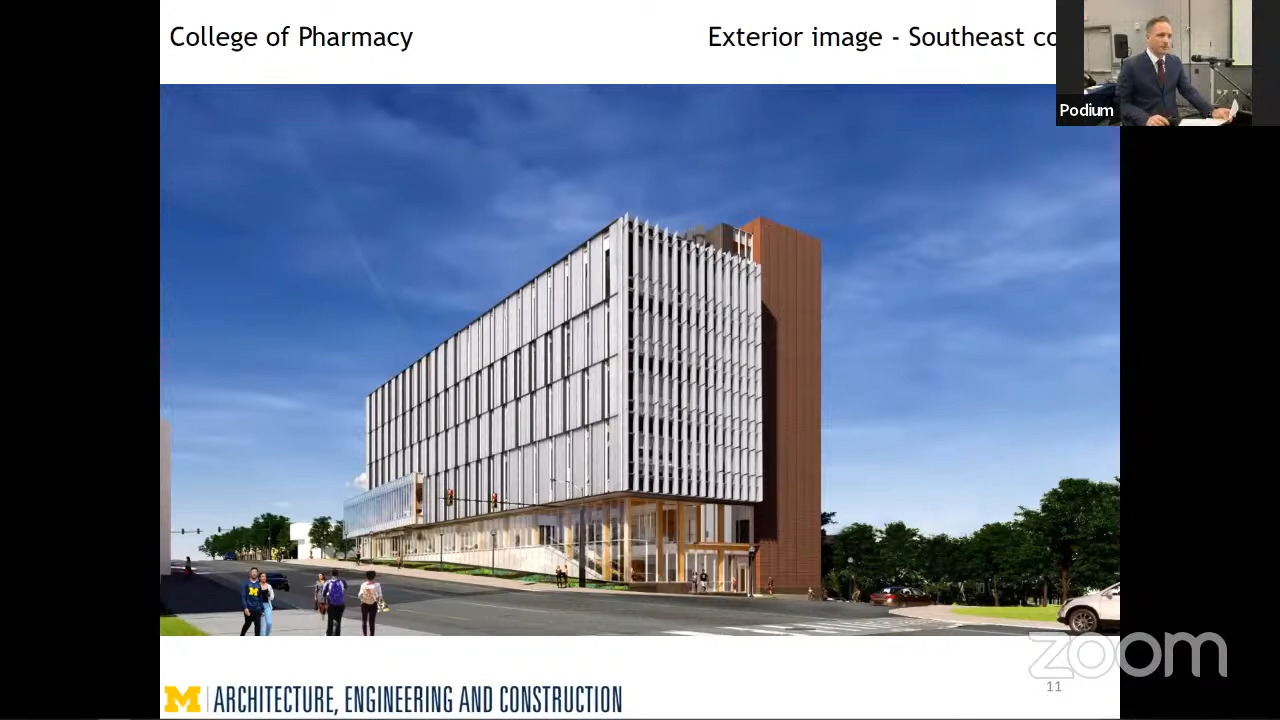 College of Pharmacy
Exterior image - Southeast co
Podium
zoom
11
M ARCHITECTURE, ENGINEERING AND CONSTRUCTION